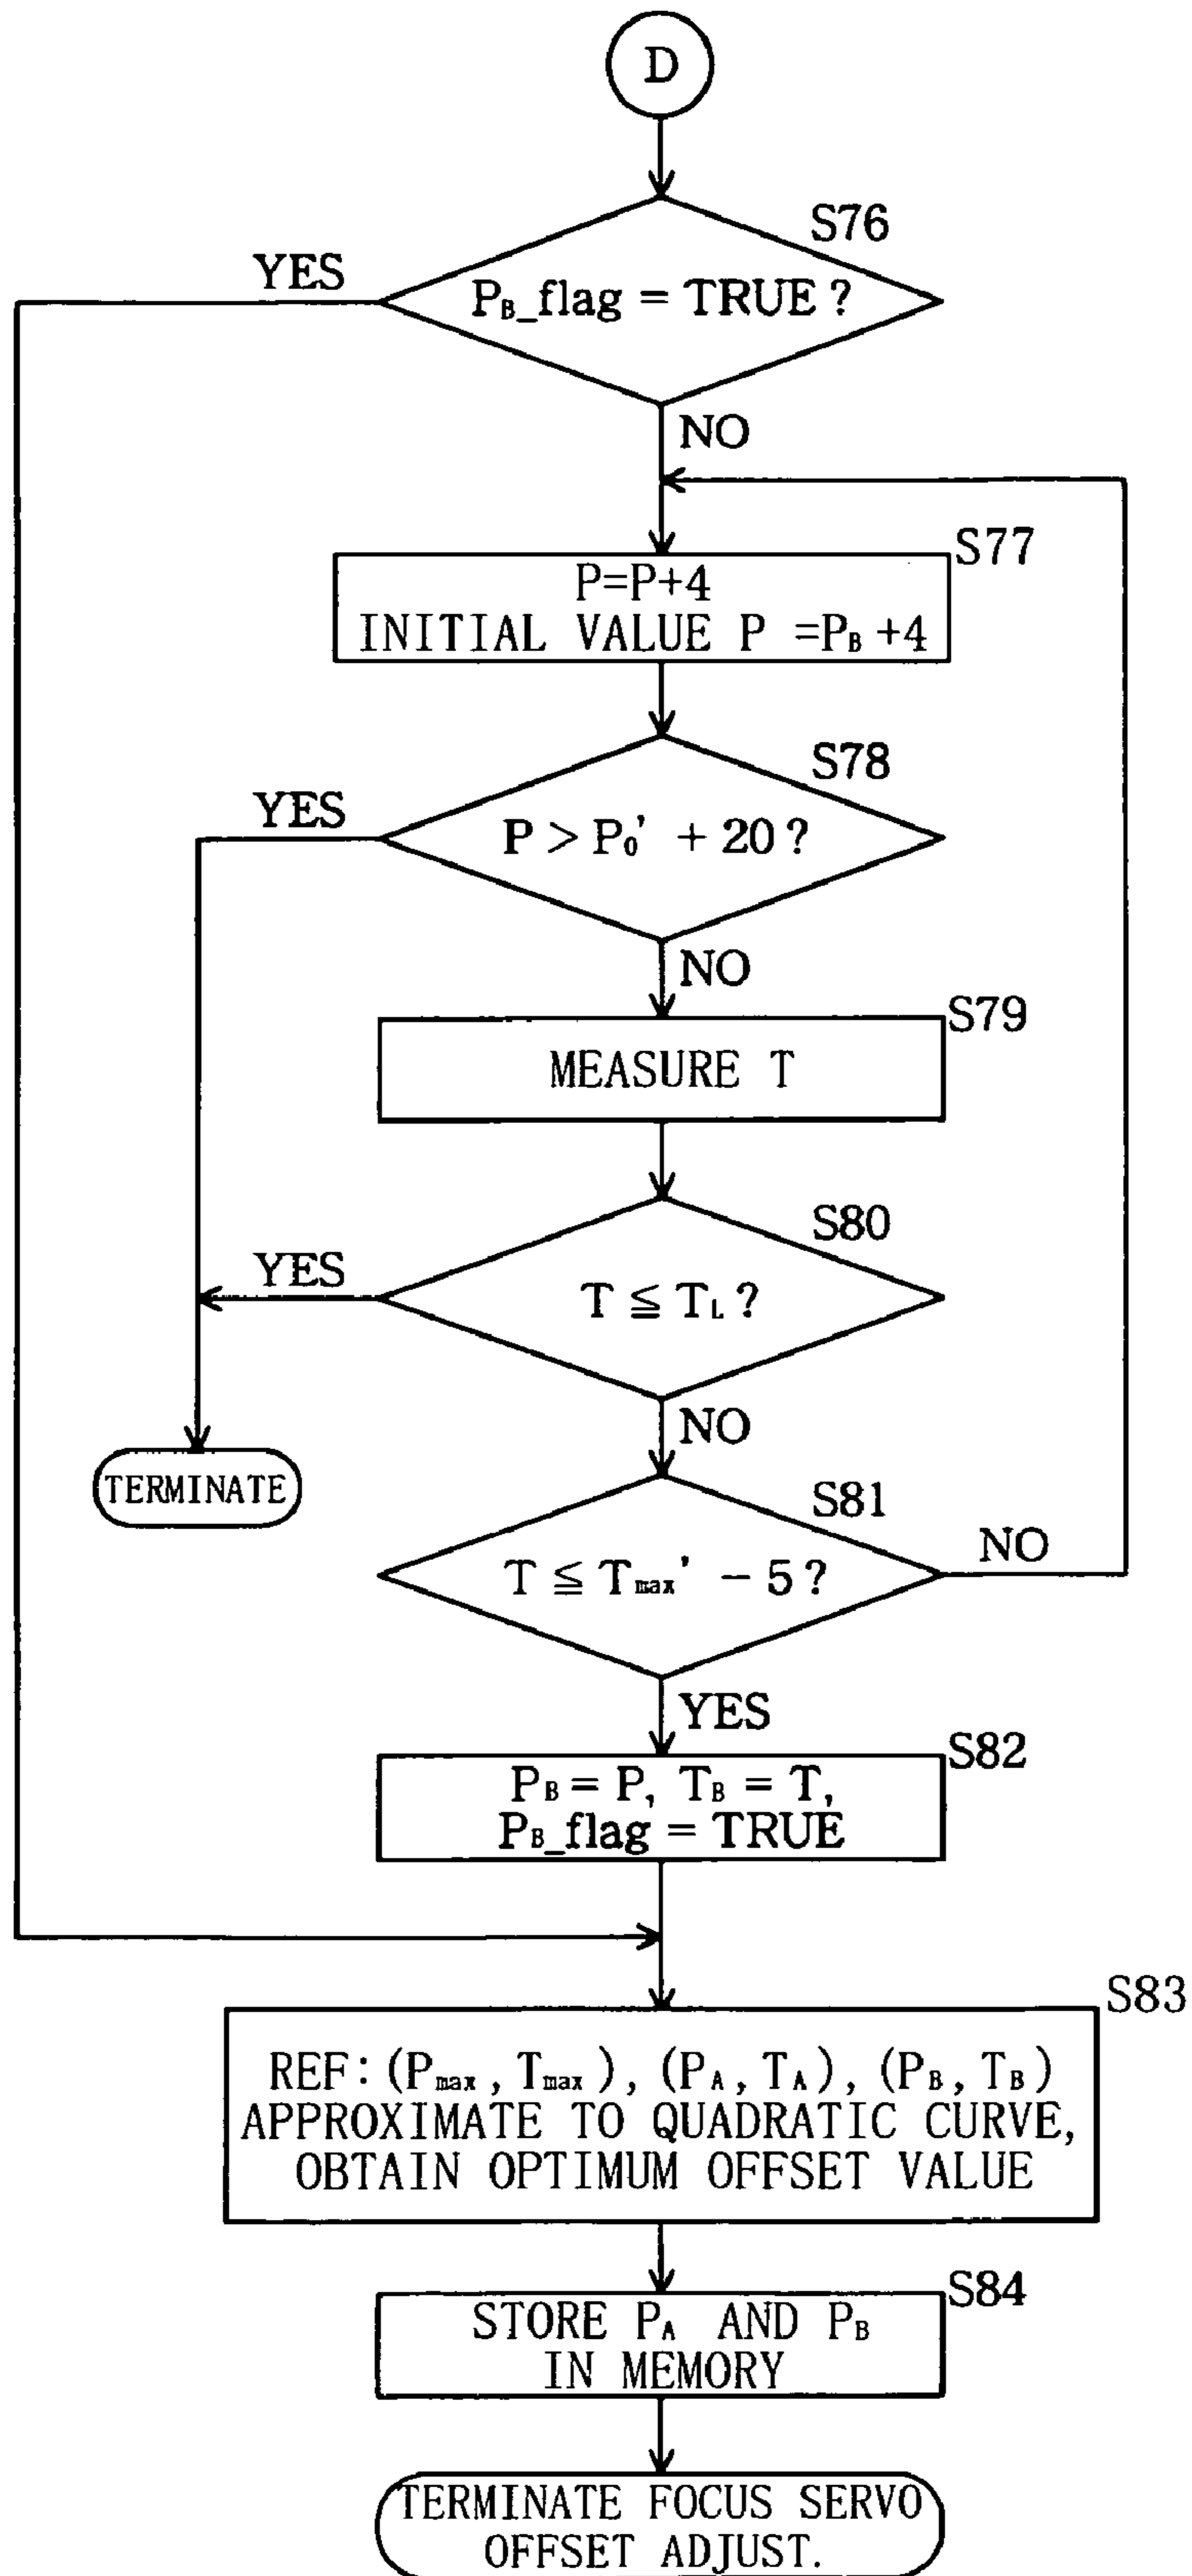 D
S76
YES
P_B_flag = TRUE ?
NO
S77
P=P+4
INITIAL VALUE P =P_B +4
S78
YES
P > P_0' + 20 ?
NO
S79
MEASURE T
S80
YES
T ≦ T_L ?
NO
TERMINATE
S81
T ≦ T_max' − 5 ?
NO
YES
S82
P_B = P, T_B = T,
P_B_flag = TRUE
S83
REF: (P_max , T_max ), (P_A , T_A ), (P_B , T_B )
APPROXIMATE TO QUADRATIC CURVE,
OBTAIN OPTIMUM OFFSET VALUE
S84
STORE P_A AND P_B
IN MEMORY
TERMINATE FOCUS SERVO
OFFSET ADJUST.